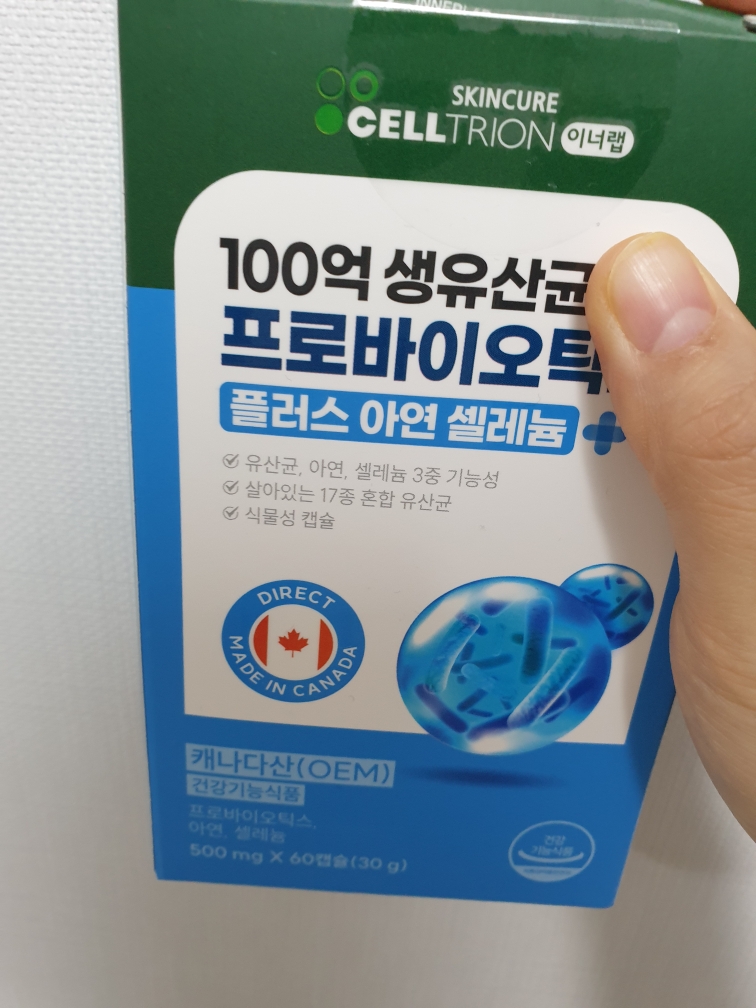 SKINCURE
CELLTRION 이너랩
100억 생유산균
프로바이오틱
플러스 아연 셀레늄
유산균, 아연, 셀레늄 3중 기능성
살아있는 17종 혼합 유산균
식물성 캡슐
DIRECT
MADE IN CANADA
캐나다산(OEM)
건강기능식품
프로바이오틱스,
아연, 셀레늄
500 mg X 60캡슐(30 g)
건강
기능식품